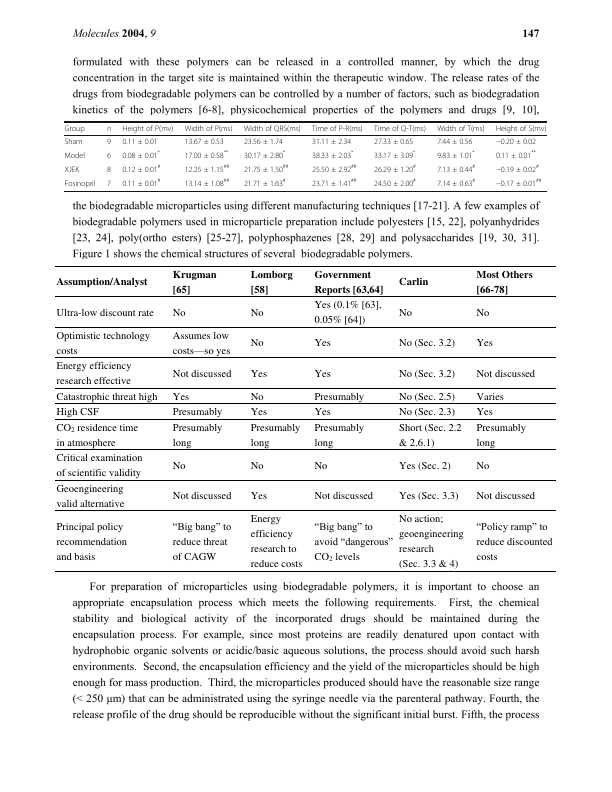 Molecules 2004, 9 147
formulated with these polymers can be released in a controlled manner, by which the drug
concentration in the target site is maintained within the therapeutic window. The release rates of the
drugs from biodegradable polymers can be controlled by a number of factors, such as biodegradation
kinetics of the polymers [6-8], physicochemical properties of the polymers and drugs [9, 10],
Group n Height of P(mv) Width of P(ms) Width of QRS(ms) Time of P-R(ms) Time of Q-T(ms) Width of T(ms) Height of S(mv)
Sham 9 0.11 ± 0.01 13.67 ± 0.53 23.56 ± 1.74 31.11 ± 2.34 27.33 ± 0.65 7.44 ± 0.56 −0.20 ± 0.02
Model 6 0.08 ± 0.01* 17.00 ± 0.58** 30.17 ± 2.80* 38.33 ± 2.03* 33.17 ± 3.09* 9.83 ± 1.01* 0.11 ± 0.01**
XJEK 8 0.12 ± 0.01# 12.25 ± 1.15## 21.75 ± 1.50## 25.50 ± 2.92## 26.29 ± 1.20# 7.13 ± 0.44# −0.19 ± 0.02#
Fosinopril 7 0.11 ± 0.01# 13.14 ± 1.08## 21.71 ± 1.63# 23.71 ± 1.41## 24.50 ± 2.00# 7.14 ± 0.63# −0.17 ± 0.01##
the biodegradable microparticles using different manufacturing techniques [17-21]. A few examples of
biodegradable polymers used in microparticle preparation include polyesters [15, 22], polyanhydrides
[23, 24], poly(ortho esters) [25-27], polyphosphazenes [28, 29] and polysaccharides [19, 30, 31].
Figure 1 shows the chemical structures of several biodegradable polymers.
Assumption/Analyst Krugman [65] Lomborg [58] Government Reports [63,64] Carlin Most Others [66-78]
Ultra-low discount rate No No Yes (0.1% [63], 0.05% [64]) No No
Optimistic technology costs Assumes low costs—so yes No Yes No (Sec. 3.2) Yes
Energy efficiency research effective Not discussed Yes Yes No (Sec. 3.2) Not discussed
Catastrophic threat high Yes No Presumably No (Sec. 2.5) Varies
High CSF Presumably Yes Yes No (Sec. 2.3) Yes
CO2 residence time in atmosphere Presumably long Presumably long Presumably long Short (Sec. 2.2 & 2.6.1) Presumably long
Critical examination of scientific validity No No No Yes (Sec. 2) No
Geoengineering valid alternative Not discussed Yes Not discussed Yes (Sec. 3.3) Not discussed
Principal policy recommendation and basis "Big bang" to reduce threat of CAGW Energy efficiency research to reduce costs "Big bang" to avoid "dangerous" CO2 levels No action; geoengineering research (Sec. 3.3 & 4) "Policy ramp" to reduce discounted costs
For preparation of microparticles using biodegradable polymers, it is important to choose an
appropriate encapsulation process which meets the following requirements. First, the chemical
stability and biological activity of the incorporated drugs should be maintained during the
encapsulation process. For example, since most proteins are readily denatured upon contact with
hydrophobic organic solvents or acidic/basic aqueous solutions, the process should avoid such harsh
environments. Second, the encapsulation efficiency and the yield of the microparticles should be high
enough for mass production. Third, the microparticles produced should have the reasonable size range
(< 250 μm) that can be administrated using the syringe needle via the parenteral pathway. Fourth, the
release profile of the drug should be reproducible without the significant initial burst. Fifth, the process